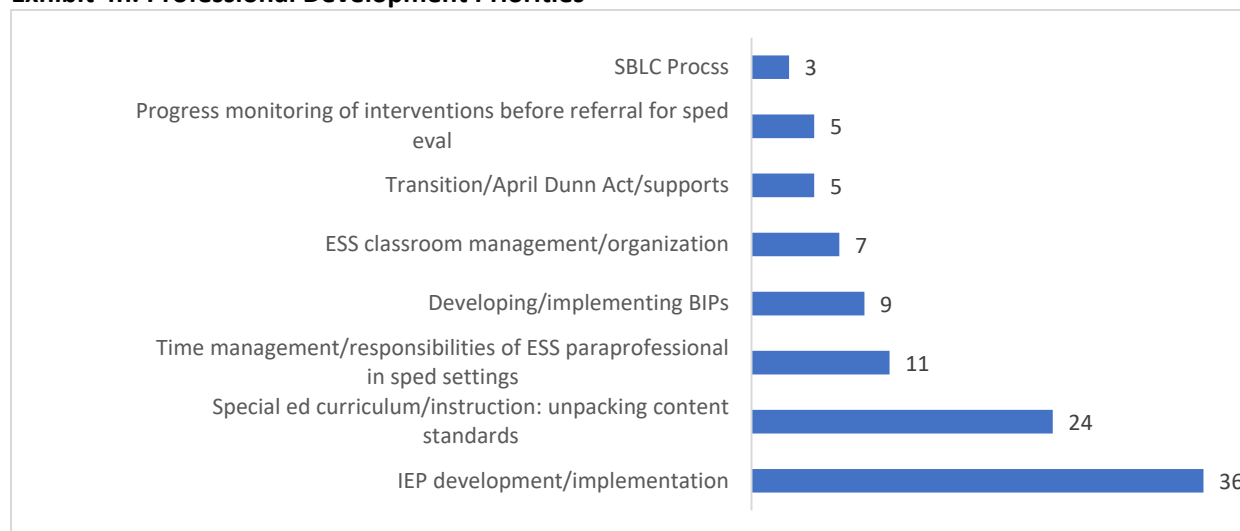 Exhibit 4m. Professional Development Priorities
SBLC Procss
3
Progress monitoring of interventions before referral for sped
eval
5
Transition/April Dunn Act/supports
5
ESS classroom management/organization
7
Developing/implementing BIPs
9
Time management/responsibilities of ESS paraprofessional
in sped settings
11
Special ed curriculum/instruction: unpacking content
standards
24
IEP development/implementation
36